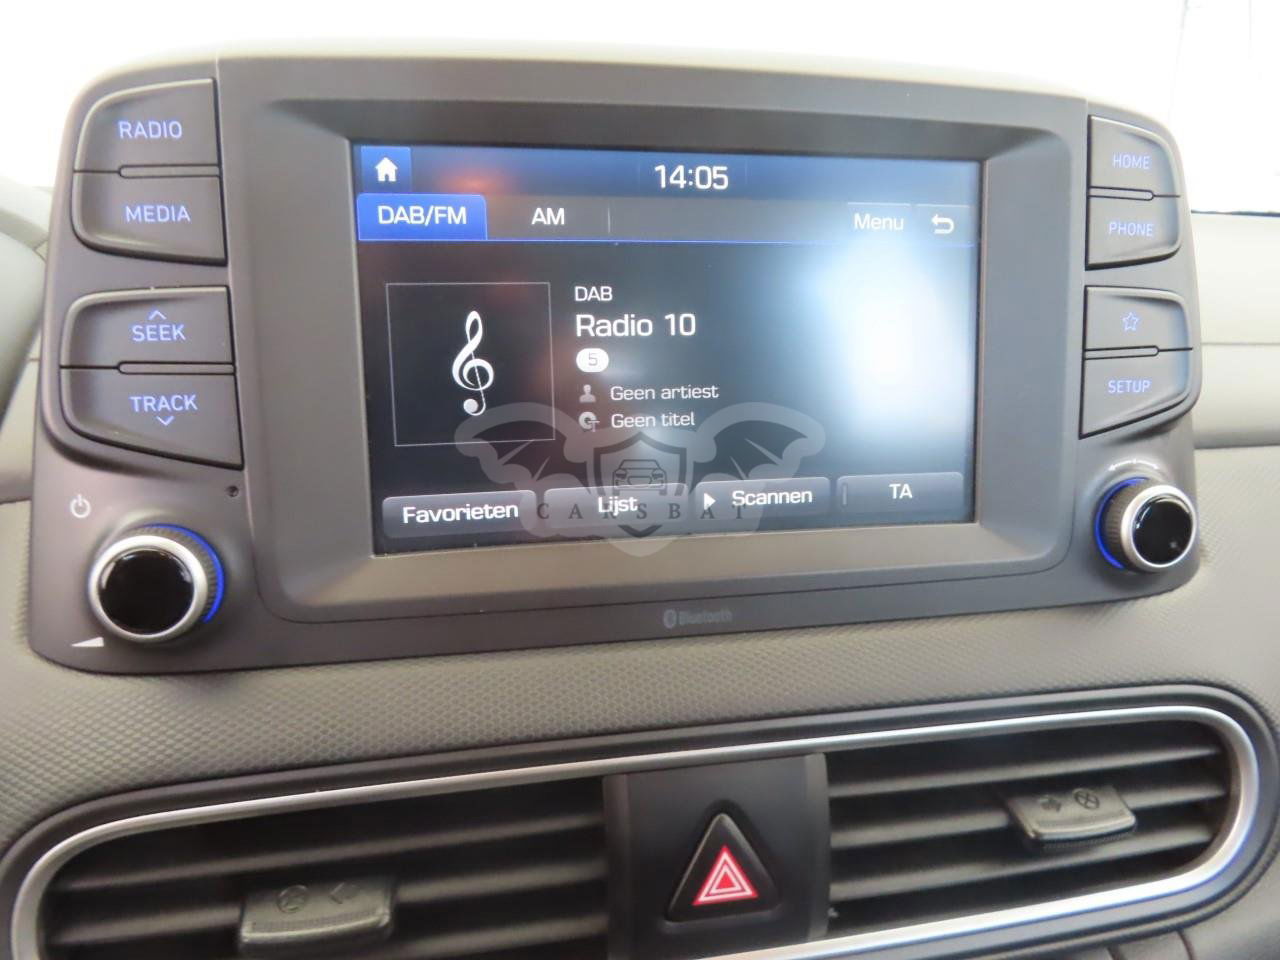 RADIO
MEDIA
SEEK
TRACK
14:05
DAB/FM
AM
Menu
DAB
Radio 10
5
Geen artiest
Geen titel
Favorieten
Lijst
Scannen
TA
CARSBAT
HOME
PHONE
SETUP
Bluetooth